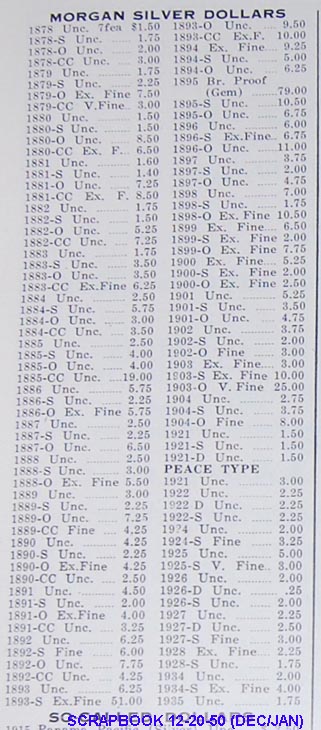 MORGAN SILVER DOLLARS
1878 Unc. 7fea $1.50
1878-S Unc. 1.75
1878-O Unc. 2.00
1878-CC Unc. 3.00
1879 Unc. 1.75
1879-S Unc. 2.25
1879-O Ex. Fine 7.50
1879-CC V.Fine 3.00
1880 Unc. 1.50
1880-S Unc. 1.50
1880-O Unc. 8.50
1880-CC Ex. F. 6.50
1881 Unc. 1.60
1881-S Unc. 1.40
1881-O Unc. 7.25
1881-CC Ex. F. 8.50
1882 Unc. 1.75
1882-S Unc. 1.50
1882-O Unc. 5.25
1882-CC Unc. 7.25
1883 Unc. 1.75
1883-S Unc. 3.50
1883-O Unc. 3.50
1883-CC Ex.Fine 6.25
1884 Unc. 2.50
1884-S Unc. 5.75
1884-O Unc. 3.00
1884-CC Unc. 3.50
1885 Unc. 2.50
1885-S Unc. 4.00
1885-O Unc. 4.00
1885-CC Unc. 19.00
1886 Unc. 5.75
1886-S Unc. 2.25
1886-O Ex. Fine 5.75
1887 Unc. 2.50
1887-S Unc. 2.25
1887-O Unc. 6.50
1888 Unc. 2.50
1888-S Unc. 3.00
1888-O Ex. Fine 5.50
1889 Unc. 3.00
1889-S Unc. 2.25
1889-O Unc. 7.25
1889-CC Fine 4.25
1890 Unc. 4.25
1890-S Unc. 2.25
1890-O Ex.Fine 4.25
1890-CC Unc. 2.50
1891 Unc. 4.50
1891-S Unc. 2.00
1891-O Ex.Fine 4.00
1891-CC Unc. 3.25
1892 Unc. 6.25
1892-S Fine 6.00
1892-O Unc. 7.75
1892-CC Unc. 4.25
1893 Unc. 6.25
1893-S Ex.Fine 51.00
1893-O Unc. 9.50
1893-CC Ex.F. 10.00
1894 Ex. Fine 9.25
1894-S Unc. 5.00
1894-O Unc. 6.25
1895 Br. Proof
(Gem) 79.00
1895-S Unc. 10.50
1895-O Unc. 6.75
1896 Unc. 6.00
1896-S Ex.Fine 6.75
1896-O Unc. 11.00
1897 Unc. 3.75
1897-S Unc. 2.00
1897-O Unc. 4.75
1898 Unc. 7.00
1898-S Unc. 1.75
1898-O Ex. Fine 10.50
1899 Ex. Fine 6.50
1899-S Ex. Fine 2.00
1899-O Ex. Fine 7.75
1900 Ex. Fine 5.25
1900-S Ex. Fine 2.00
1900-O Ex. Fine 2.50
1901 Unc. 5.25
1901-S Unc. 3.50
1901-O Unc. 4.75
1902 Unc. 3.75
1902-S Unc. 2.00
1902-O Fine 3.00
1903 Ex. Fine 3.00
1903-S Ex. Fine 10.00
1903-O V.Fine 25.00
1904 Unc. 2.75
1904-S Unc. 3.75
1904-O Fine 8.00
1921 Unc. 1.50
1921-S Unc. 1.50
1921-D Unc. 1.50
PEACE TYPE
1921 Unc. 3.00
1922 Unc. 2.25
1922 D Unc. 2.25
1922-S Unc. 2.25
1924 Unc. 2.00
1924-S Fine 3.25
1925 Unc. 5.00
1925-S V. Fine 3.00
1926 Unc. 2.00
1926-D Unc. .25
1926-S Unc. 2.00
1927 Unc. 2.25
1927-D Unc. 2.50
1927-S Fine 3.00
1928 Ex. Fine 2.25
1928-S Unc. 1.75
1934 Unc. 2.00
1934-S Ex. Fine 4.00
1935 Unc. 1.75
SCRAPBOOK 12-20-50 (DEC/JAN)